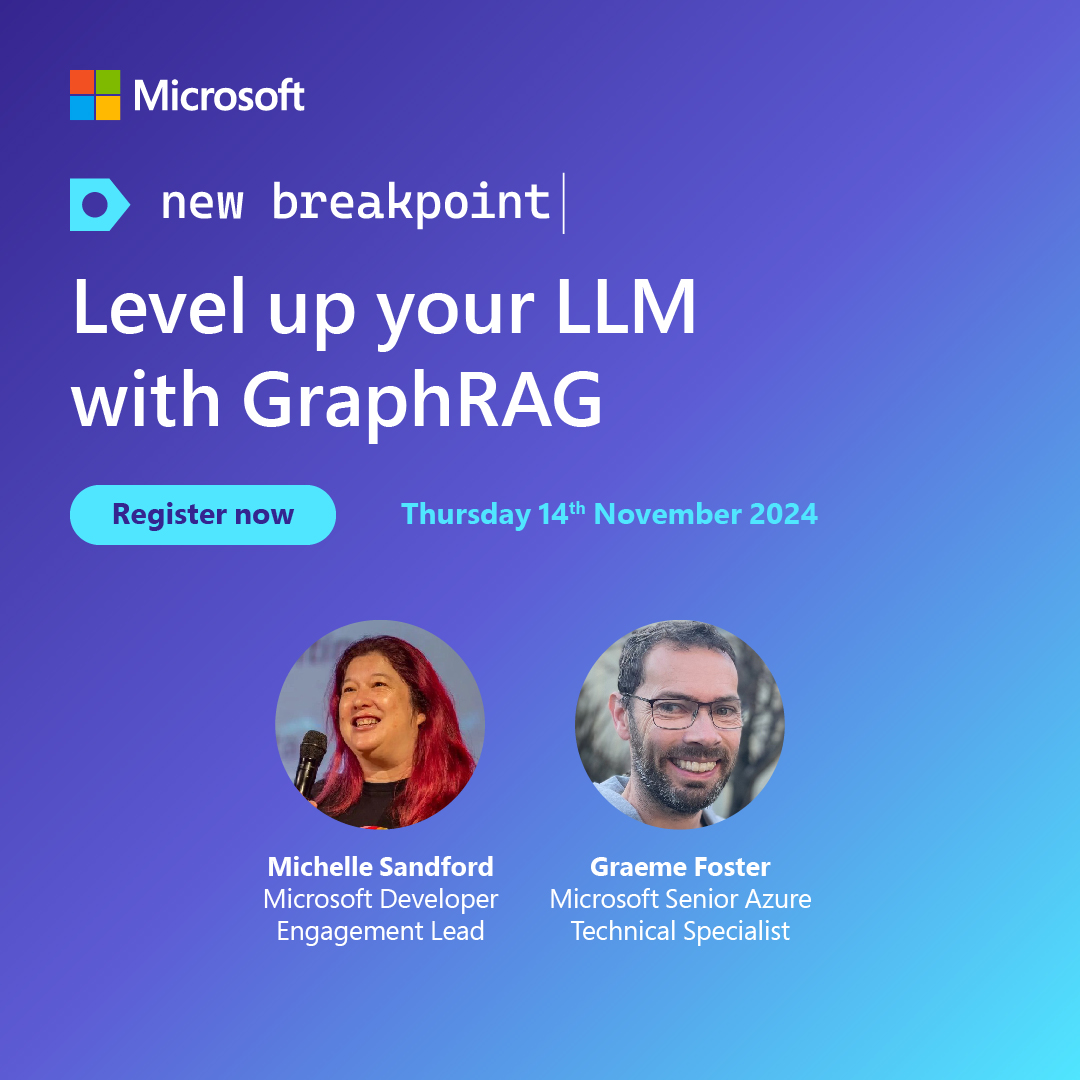 Microsoft
new breakpoint
Level up your LLM
with GraphRAG
Register now
Thursday 14th November 2024
Michelle Sandford
Microsoft Developer
Engagement Lead
Graeme Foster
Microsoft Senior Azure
Technical Specialist